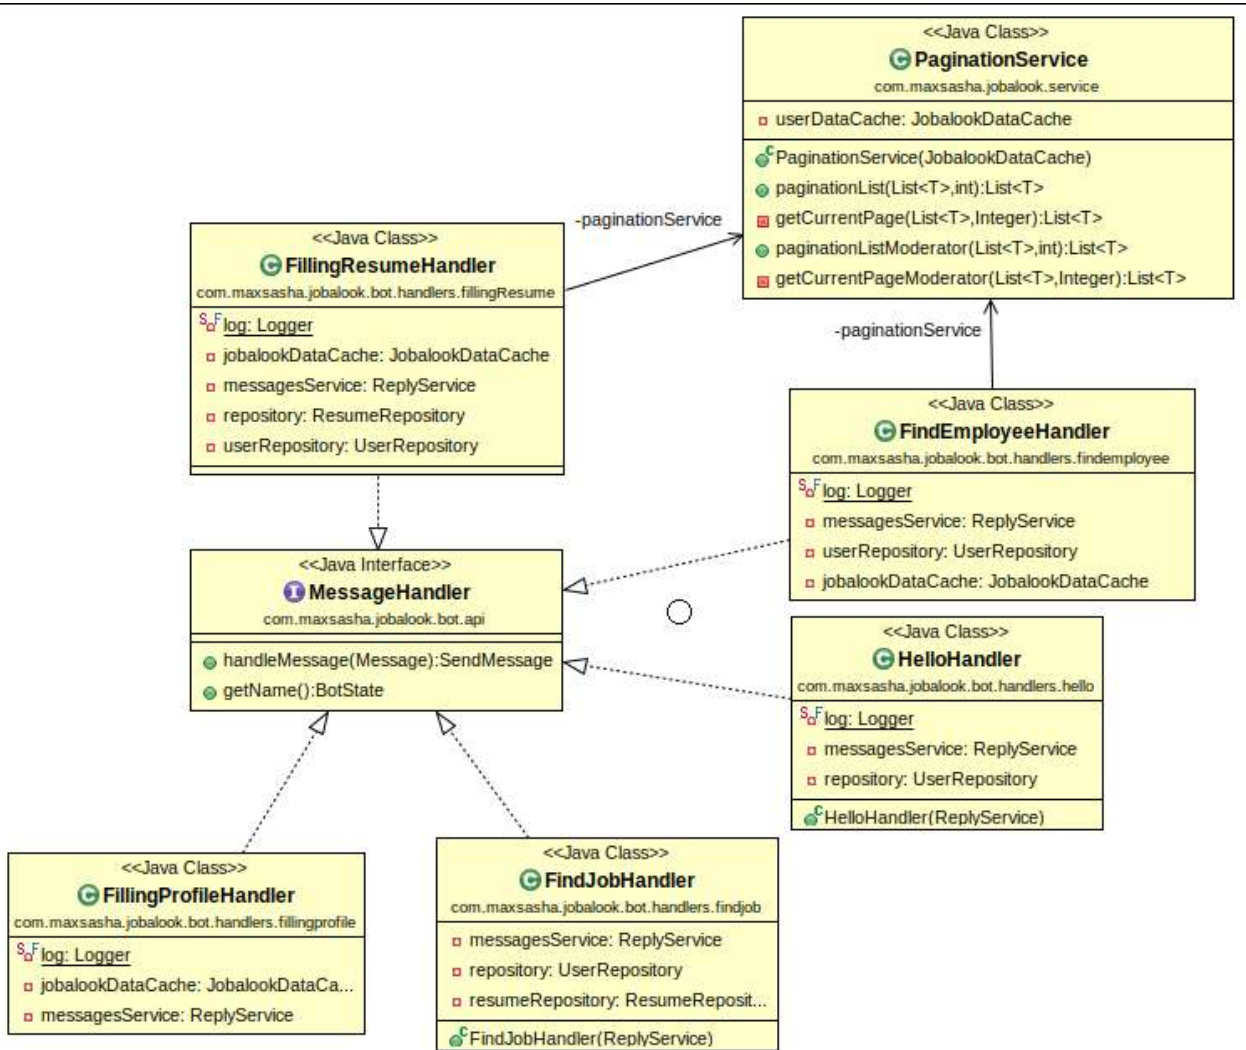 <<Java Class>>
PaginationService
com.maxsasha.jobalook.service
userDataCache: JobalookDataCache
PaginationService(JobalookDataCache)
paginationList(List<T>,int):List<T>
getCurrentPage(List<T>,Integer):List<T>
paginationListModerator(List<T>,int):List<T>
getCurrentPageModerator(List<T>,Integer):List<T>
-paginationService
<<Java Class>>
FillingResumeHandler
com.maxsasha.jobalook.bot.handlers.fillingResume
log: Logger
jobalookDataCache: JobalookDataCache
messagesService: ReplyService
repository: ResumeRepository
userRepository: UserRepository
-paginationService
<<Java Class>>
FindEmployeeHandler
com.maxsasha.jobalook.bot.handlers.findemployee
log: Logger
messagesService: ReplyService
userRepository: UserRepository
jobalookDataCache: JobalookDataCache
<<Java Interface>>
MessageHandler
com.maxsasha.jobalook.bot.api
handleMessage(Message):SendMessage
getName():BotState
<<Java Class>>
HelloHandler
com.maxsasha.jobalook.bot.handlers.hello
log: Logger
messagesService: ReplyService
repository: UserRepository
HelloHandler(ReplyService)
<<Java Class>>
FillingProfileHandler
com.maxsasha.jobalook.bot.handlers.fillingprofile
log: Logger
jobalookDataCache: JobalookDataCa...
messagesService: ReplyService
<<Java Class>>
FindJobHandler
com.maxsasha.jobalook.bot.handlers.findjob
messagesService: ReplyService
repository: UserRepository
resumeRepository: ResumeReposit...
FindJobHandler(ReplyService)